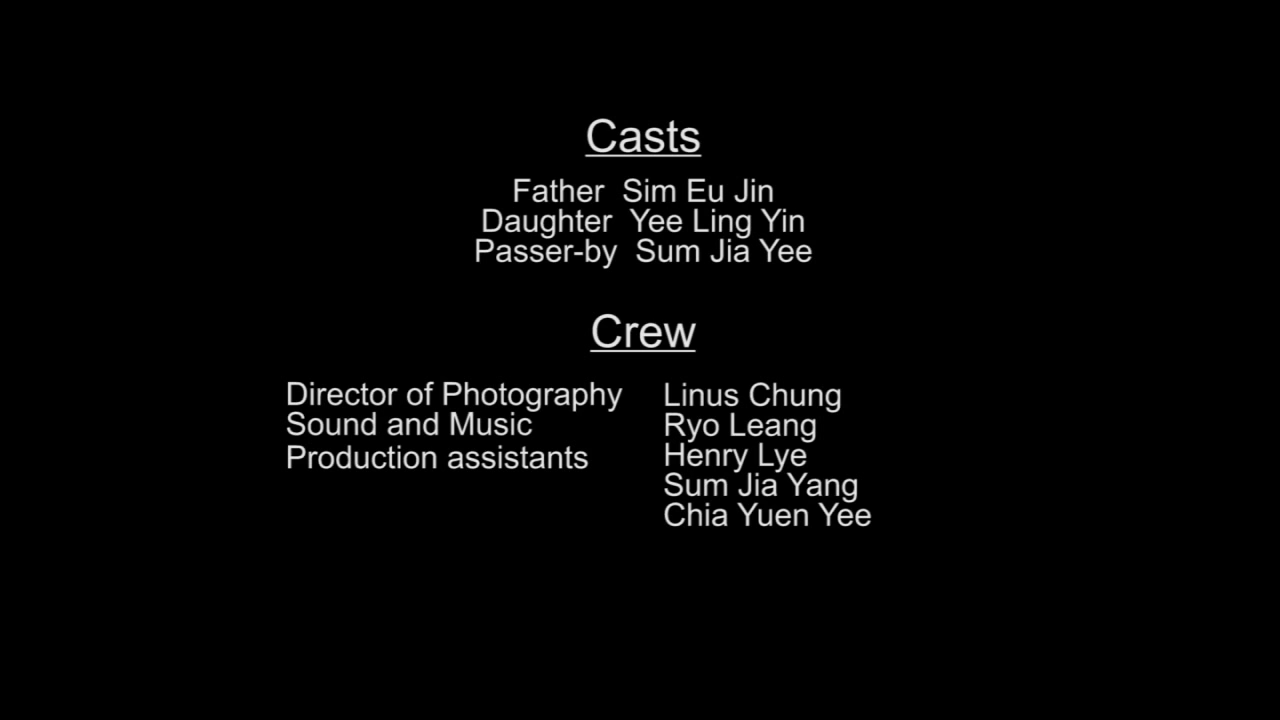 Casts
Father Sim Eu Jin
Daughter Yee Ling Yin
Passer-by Sum Jia Yee
Crew
Director of Photography Linus Chung
Sound and Music Ryo Leang
Production assistants Henry Lye
Sum Jia Yang
Chia Yuen Yee